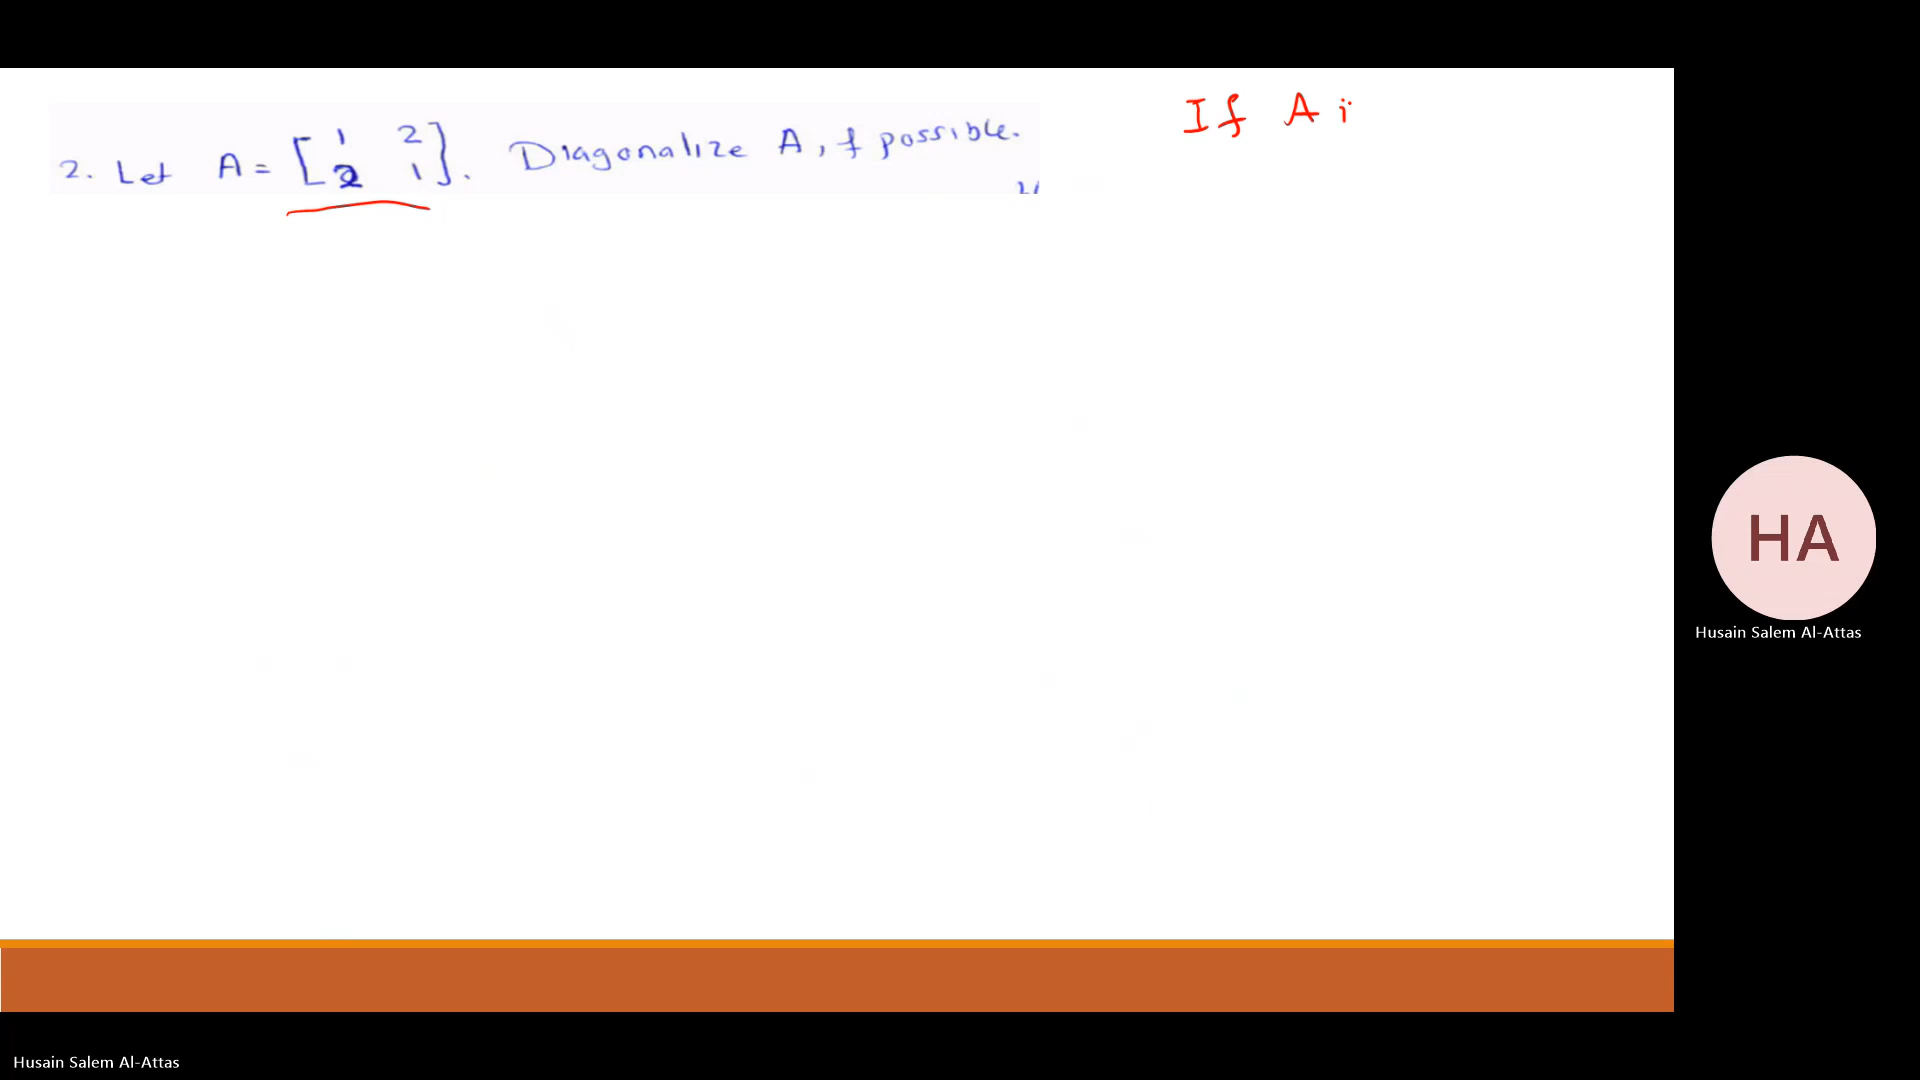 If A i
2. Let A = [1 2
2 1]. Diagonalize A, if possible.
HA
Husain Salem Al-Attas
Husain Salem Al-Attas